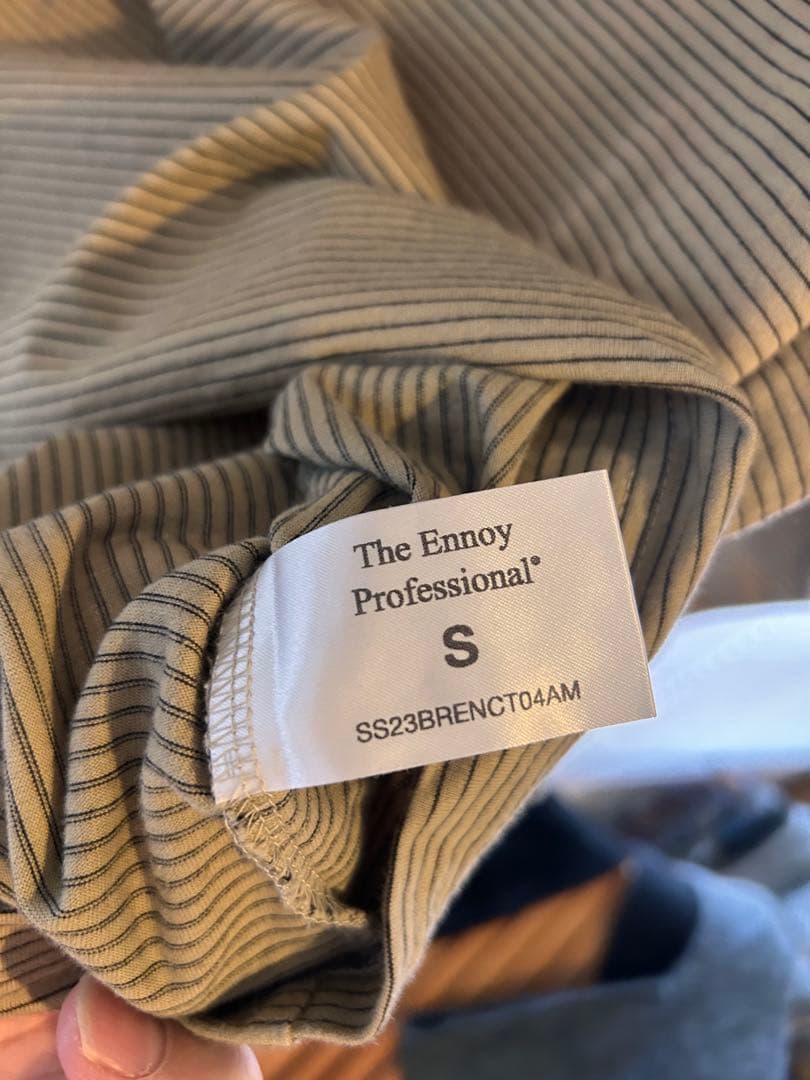 The Ennoy
Professional®
S
SS23BRENCT04AM